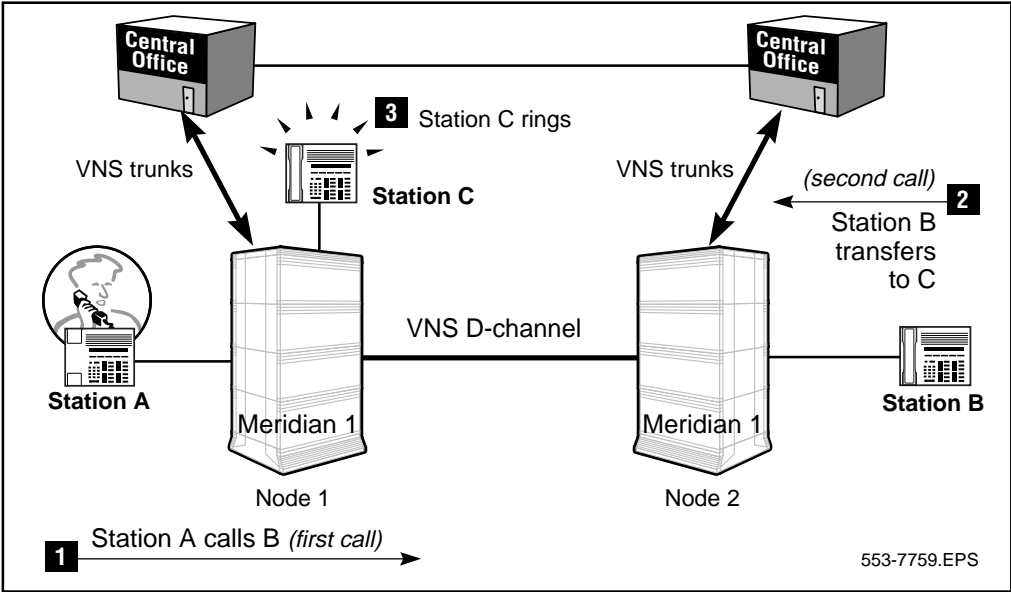 Central
Office
Central
Office
3 Station C rings
VNS trunks
VNS trunks
Station C
(second call) 2
Station B
transfers
to C
VNS D-channel
Station A
Station B
Meridian 1
Meridian 1
Node 1
Node 2
1 Station A calls B (first call)
553-7759.EPS